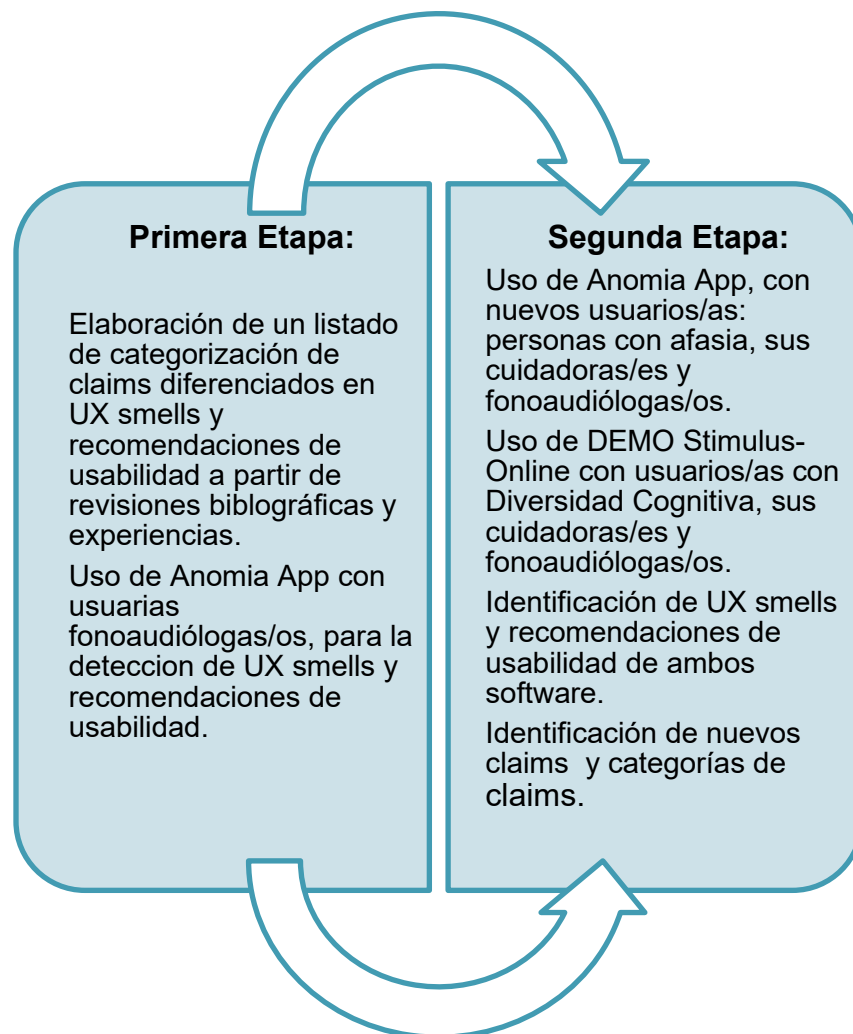 Primera Etapa:
Elaboración de un listado
de categorización de
claims diferenciados en
UX smells y
recomendaciones de
usabilidad a partir de
revisiones biblográficas y
experiencias.
Uso de Anomia App con
usuarias
fonoaudiólogas/os, para la
deteccion de UX smells y
recomendaciones de
usabilidad.
Segunda Etapa:
Uso de Anomia App, con
nuevos usuarios/as:
personas con afasia, sus
cuidadoras/es y
fonoaudiólogas/os.
Uso de DEMO Stimulus-
Online con usuarios/as con
Diversidad Cognitiva, sus
cuidadoras/es y
fonoaudiólogas/os.
Identificación de UX smells
y recomendaciones de
usabilidad de ambos
software.
Identificación de nuevos
claims y categorías de
claims.